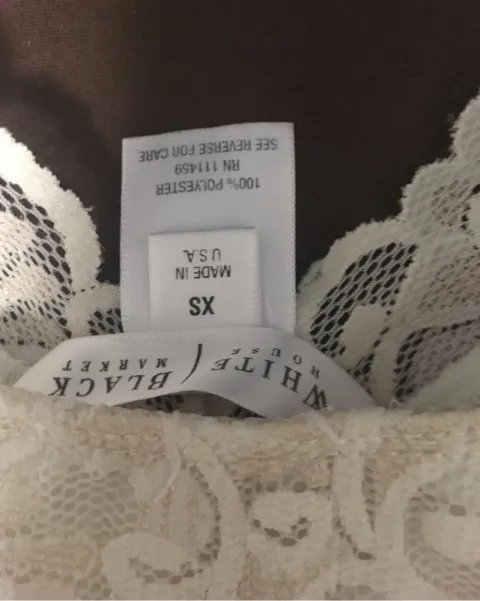 WHITE / BLACK
HOUSE MARKET
XS
MADE IN
U.S.A.
100% POLYESTER
RN 111459
SEE REVERSE FOR CARE